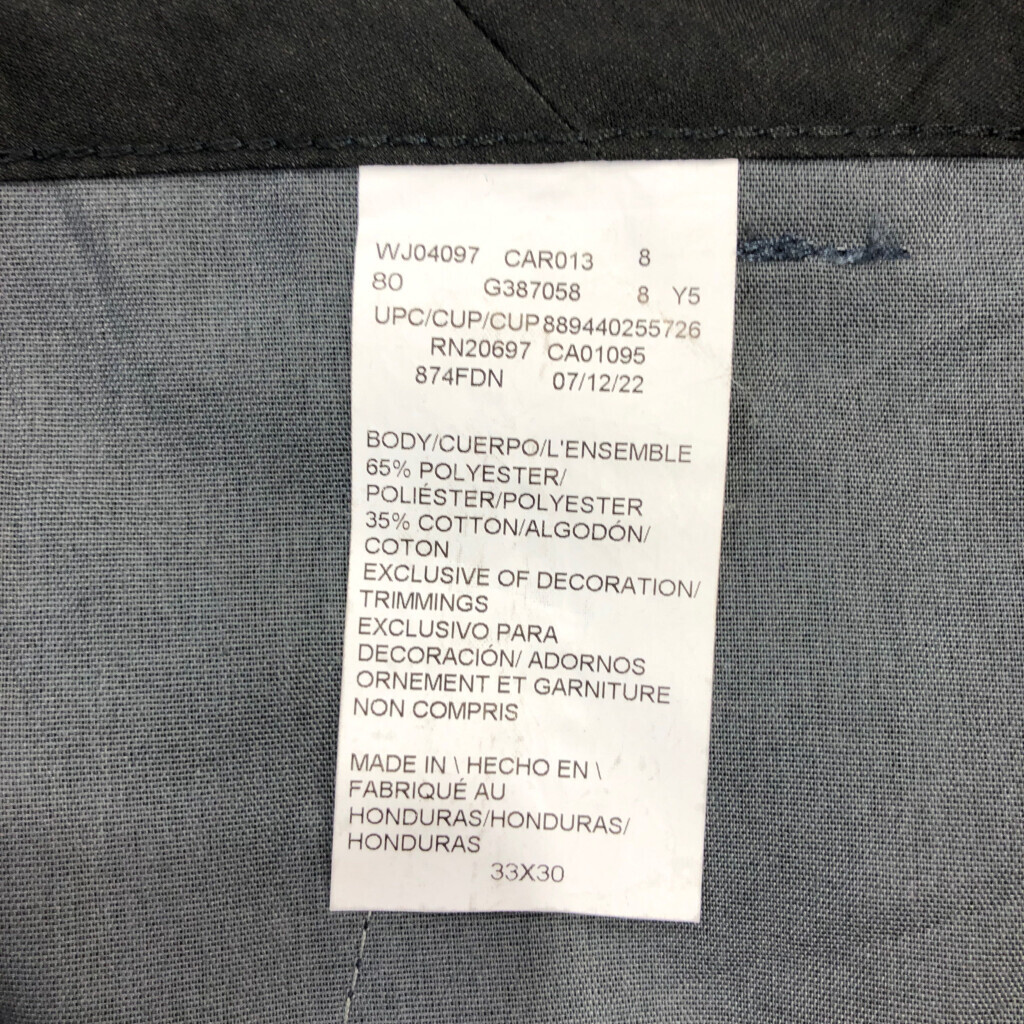 WJ04097 CAR013 8
80 G387058 8 Y5
UPC/CUP/CUP889440255726
RN20697 CA01095
874FDN 07/12/22
BODY/CUERPO/L'ENSEMBLE
65% POLYESTER/
POLIÉSTER/POLYESTER
35% COTTON/ALGODÓN/
COTON
EXCLUSIVE OF DECORATION/
TRIMMINGS
EXCLUSIVO PARA
DECORACIÓN/ ADORNOS
ORNEMENT ET GARNITURE
NON COMPRIS
MADE IN \ HECHO EN \
FABRIQUÉ AU
HONDURAS/HONDURAS/
HONDURAS
33X30